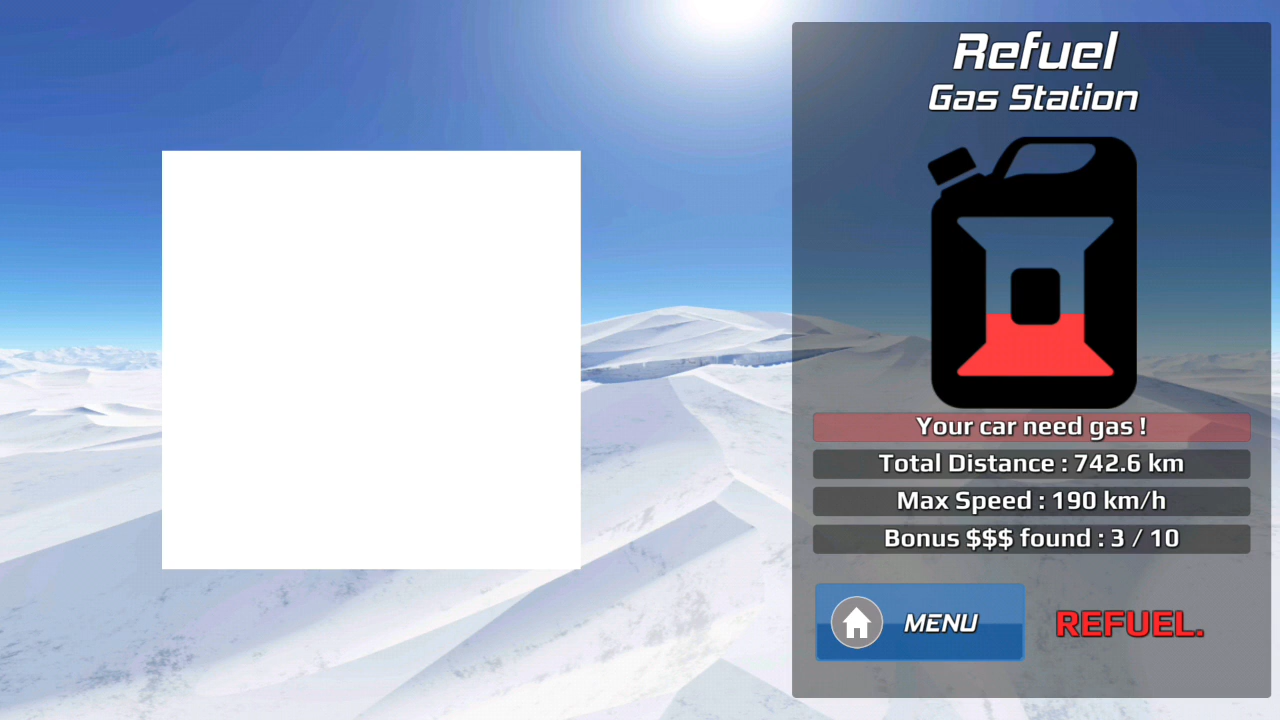 Refuel
Gas Station
Your car need gas !
Total Distance : 742.6 km
Max Speed : 190 km/h
Bonus $$$ found : 3 / 10
MENU
REFUEL.